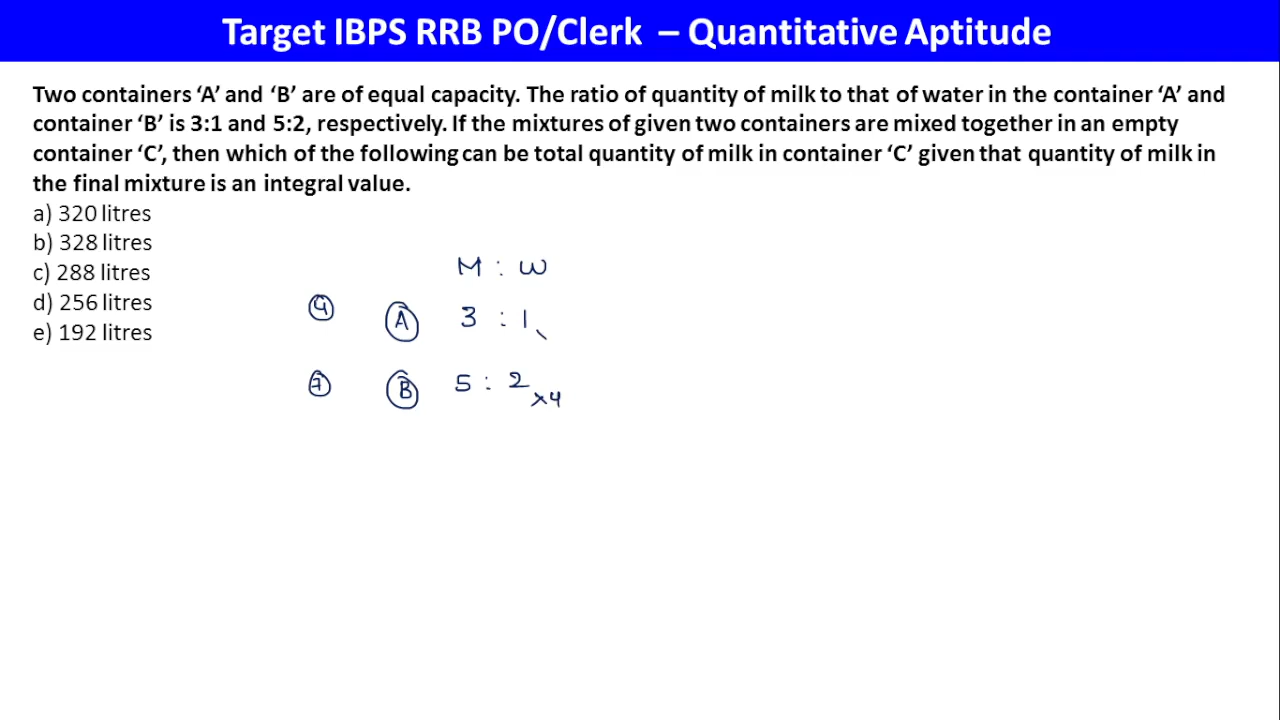 Target IBPS RRB PO/Clerk – Quantitative Aptitude
Two containers ‘A’ and ‘B’ are of equal capacity. The ratio of quantity of milk to that of water in the container ‘A’ and
container ‘B’ is 3:1 and 5:2, respectively. If the mixtures of given two containers are mixed together in an empty
container ‘C’, then which of the following can be total quantity of milk in container ‘C’ given that quantity of milk in
the final mixture is an integral value.
a) 320 litres
b) 328 litres
c) 288 litres
d) 256 litres
e) 192 litres
M : W
4 A 3 : 1
7 B 5 : 2 ×4